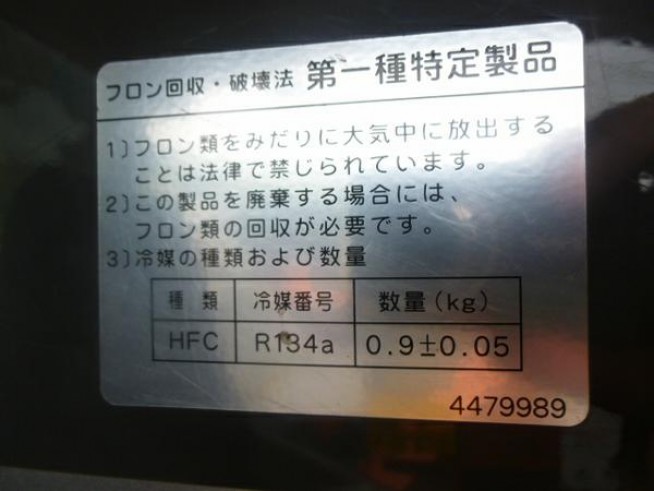 フロン回収・破壊法 第一種特定製品
1)フロン類をみだりに大気中に放出する
ことは法律で禁じられています。
2)この製品を廃棄する場合には、
フロン類の回収が必要です。
3)冷媒の種類および数量
種 類 冷媒番号 数量(kg)
HFC R134a 0.9±0.05
4479989